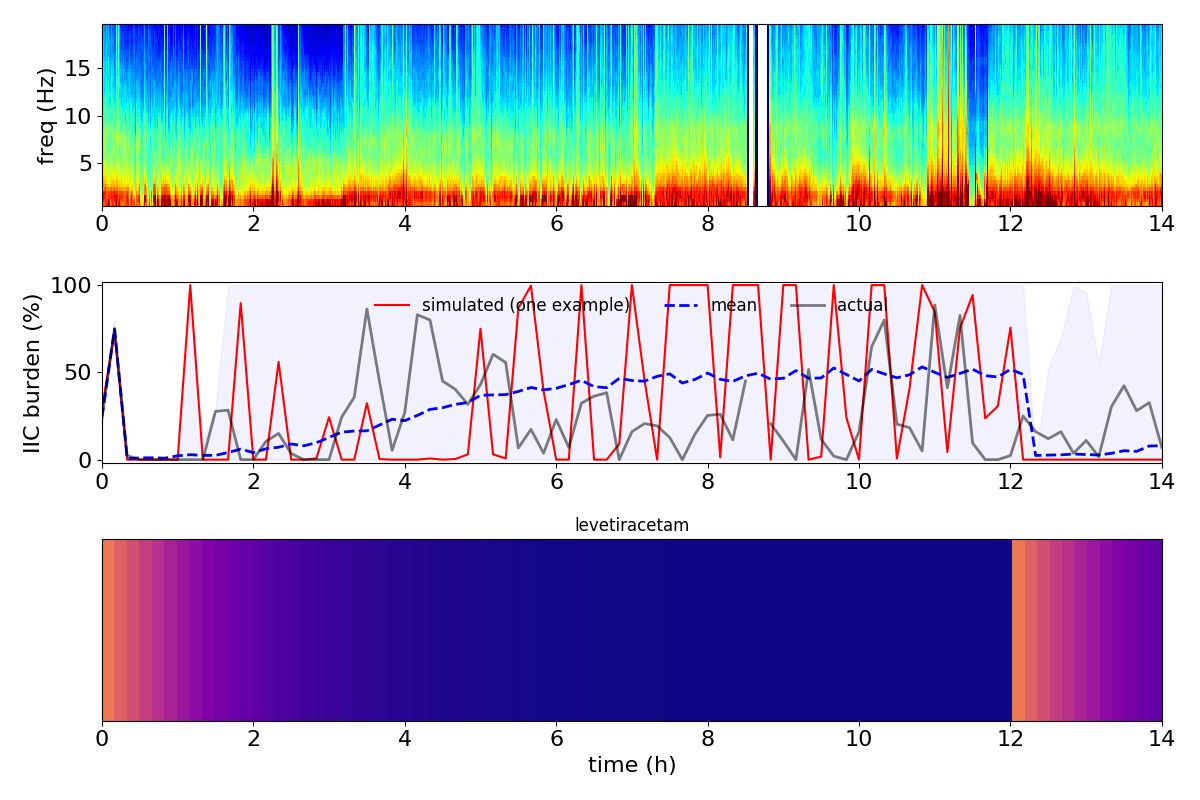 freq (Hz)
15
10
5
0 2 4 6 8 10 12 14
IIC burden (%)
100
50
0
simulated (one example) mean actual
0 2 4 6 8 10 12 14
levetiracetam
0 2 4 6 8 10 12 14
time (h)